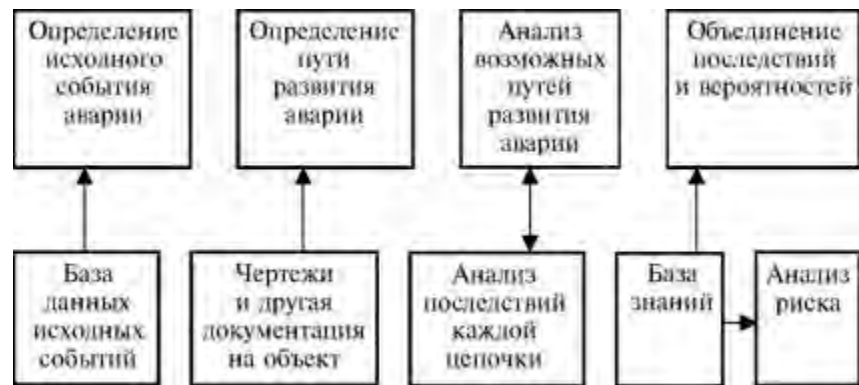 Определение
исходного
события
аварии
Определение
пути
развития
аварии
Анализ
возможных
путей
развития
аварии
Объединение
последствий
и вероятностей
База
данных
исходных
событий
Чертежи
и другая
документация
на объект
Анализ
последствий
каждой
цепочки
База
знаний
Анализ
риска